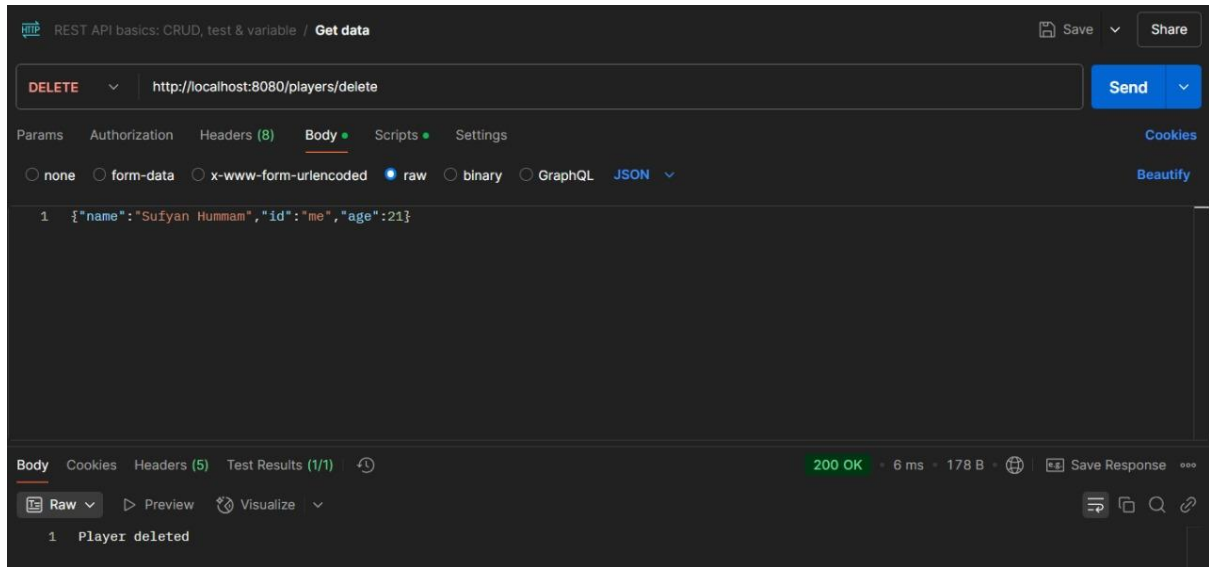 HTTP REST API basics: CRUD, test & variable / Get data Save Share
DELETE http://localhost:8080/players/delete Send
Params Authorization Headers (8) Body Scripts Settings Cookies
none form-data x-www-form-urlencoded raw binary GraphQL JSON Beautify
1 {"name":"Sufyan Hummam","id":"me","age":21}
Body Cookies Headers (5) Test Results (1/1) 200 OK 6 ms 178 B e.g. Save Response
Raw Preview Visualize
1 Player deleted